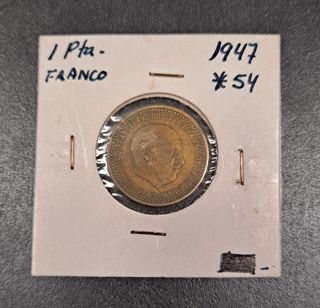 1 Pta.
FRANCO
1947
*54